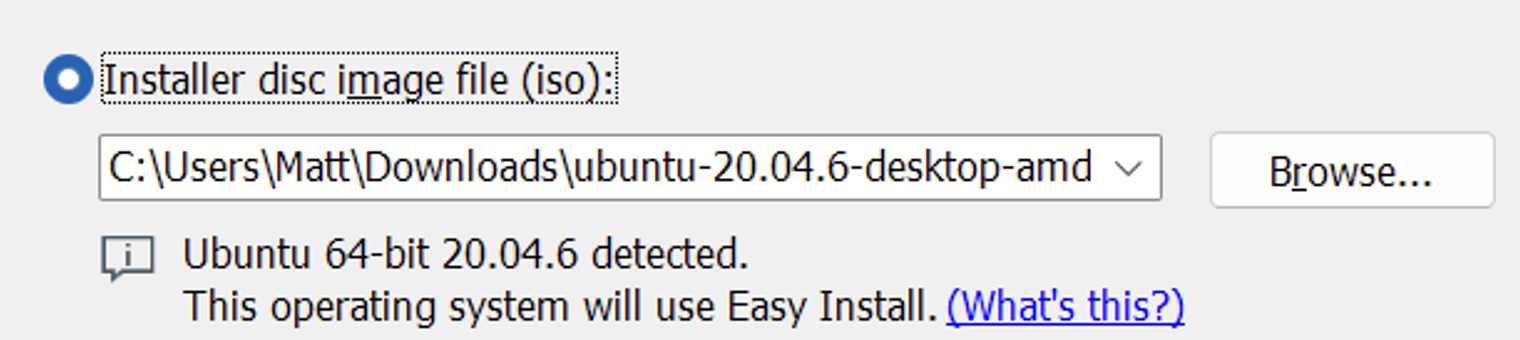 Installer disc image file (iso):
C:\Users\Matt\Downloads\ubuntu-20.04.6-desktop-amd
Browse...
Ubuntu 64-bit 20.04.6 detected.
This operating system will use Easy Install. (What's this?)